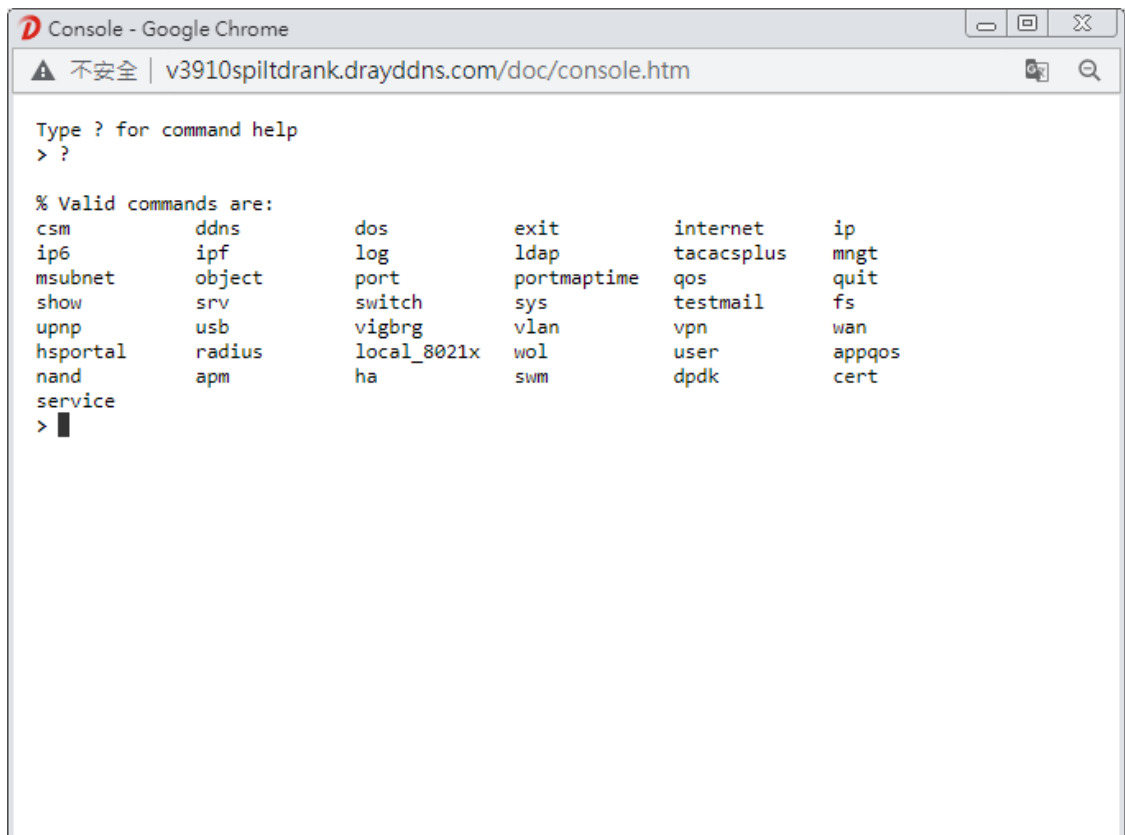 Console - Google Chrome
不安全 | v3910spiltdrank.drayddns.com/doc/console.htm
Type ? for command help
> ?
% Valid commands are:
csm ddns dos exit internet ip
ip6 ipf log ldap tacacsplus mngt
msubnet object port portmaptime qos quit
show srv switch sys testmail fs
upnp usb vigbrg vlan vpn wan
hsportal radius local_8021x wol user appqos
nand apm ha swm dpdk cert
service
>